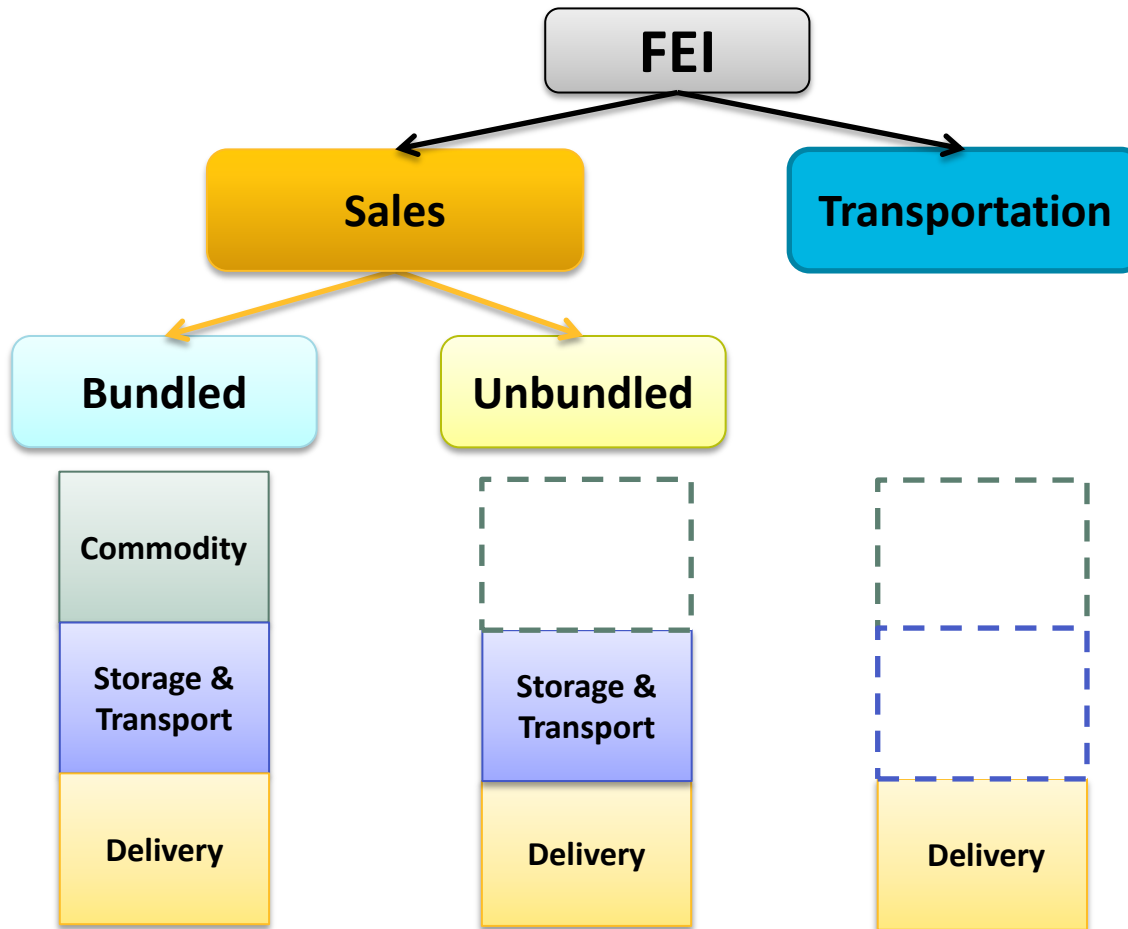 FEI
Sales
Transportation
Bundled
Unbundled
Commodity
Storage &
Transport
Storage &
Transport
Delivery
Delivery
Delivery